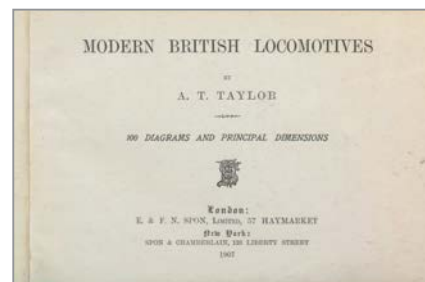 MODERN BRITISH LOCOMOTIVES
BY
A. T. TAYLOR
100 DIAGRAMS AND PRINCIPAL DIMENSIONS
London:
E. & F. N. SPON, LIMITED, 57 HAYMARKET
New York:
SPON & CHAMBERLAIN, 123 LIBERTY STREET
1907